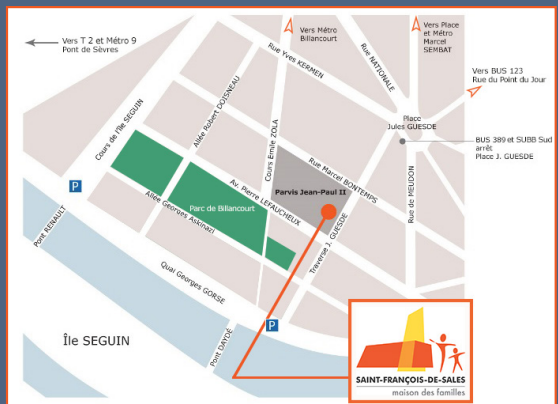 Vers T 2 et Métro 9
Pont de Sèvres
Vers Métro
Billancourt
Vers Place
et Métro
Marcel
SEMBAT
Rue Yves KERMEN
Rue NATIONALE
Vers BUS 123
Rue du Point du Jour
Cours de l'île SEGUIN
Allée Robert DOISNEAU
Cours Emile ZOLA
Place
Jules GUESDE
BUS 389 et SUBB Sud
arrêt
Place J. GUESDE
Rue Marcel BONTEMPS
Parvis Jean-Paul II
Rue de MEUDON
P
Av. Pierre LEFAUCHEUX
Parc de Billancourt
Allée Georges Askinazi
Traverse J. GUESDE
Pont RENAULT
Quai Georges GORSE
P
Île SEGUIN
Pont DAYDÉ
SAINT-FRANÇOIS-DE-SALES
maison des familles